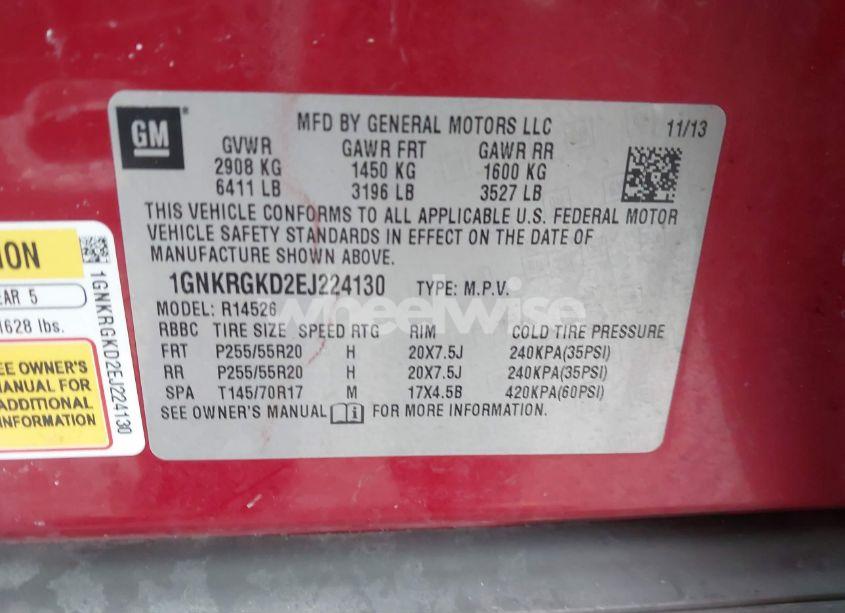 GM
MFD BY GENERAL MOTORS LLC 11/13
GVWR GAWR FRT GAWR RR
2908 KG 1450 KG 1600 KG
6411 LB 3196 LB 3527 LB
THIS VEHICLE CONFORMS TO ALL APPLICABLE U.S. FEDERAL MOTOR
VEHICLE SAFETY STANDARDS IN EFFECT ON THE DATE OF
MANUFACTURE SHOWN ABOVE.
1GNKRGKD2EJ224130 TYPE: M.P.V.
MODEL: R14526
RBBC TIRE SIZE SPEED RTG RIM COLD TIRE PRESSURE
FRT P255/55R20 H 20X7.5J 240KPA(35PSI)
RR P255/55R20 H 20X7.5J 240KPA(35PSI)
SPA T145/70R17 M 17X4.5B 420KPA(60PSI)
SEE OWNER'S MANUAL i FOR MORE INFORMATION.
TION
EAR 5
1628 lbs.
SEE OWNER'S
MANUAL FOR
ADDITIONAL
INFORMATION
1GNKRGKD2EJ224130
wheelwise